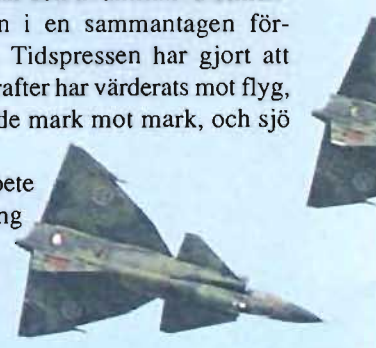 n i en sammantagen för-
Tidspressen har gjort att
rafter har värderats mot flyg,
de mark mot mark, och sjö
ete
ng